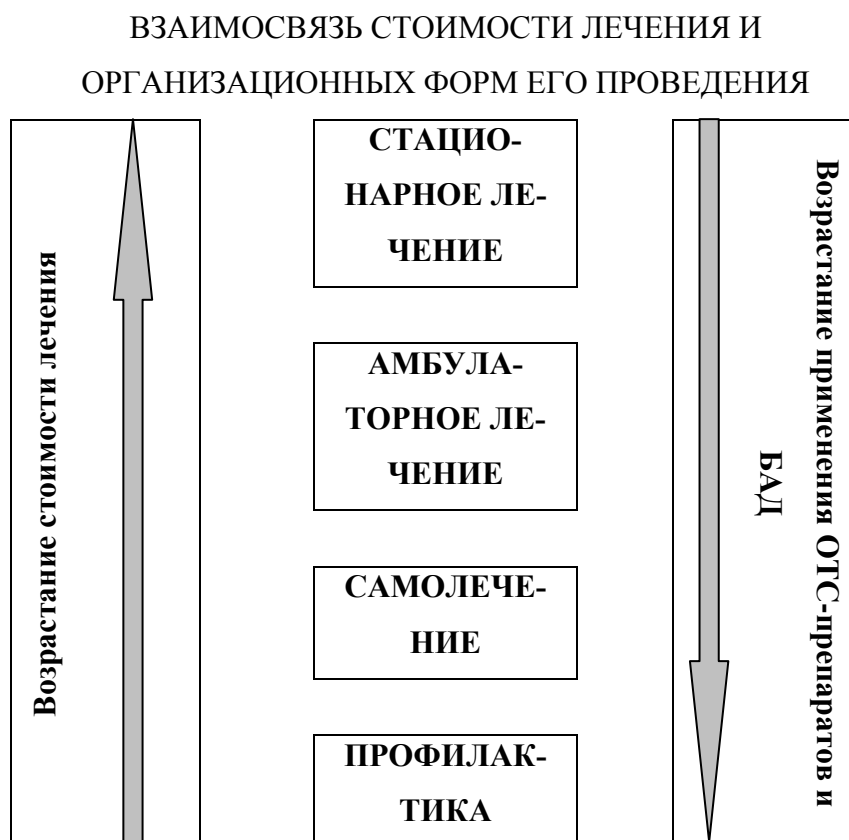 ВЗАИМОСВЯЗЬ СТОИМОСТИ ЛЕЧЕНИЯ И
ОРГАНИЗАЦИОННЫХ ФОРМ ЕГО ПРОВЕДЕНИЯ
Возрастание стоимости лечения
СТАЦИО-
НАРНОЕ ЛЕ-
ЧЕНИЕ
АМБУЛА-
ТОРНОЕ ЛЕ-
ЧЕНИЕ
САМОЛЕЧЕ-
НИЕ
ПРОФИЛАК-
ТИКА
Возрастание применения ОТС-препаратов и
БАД